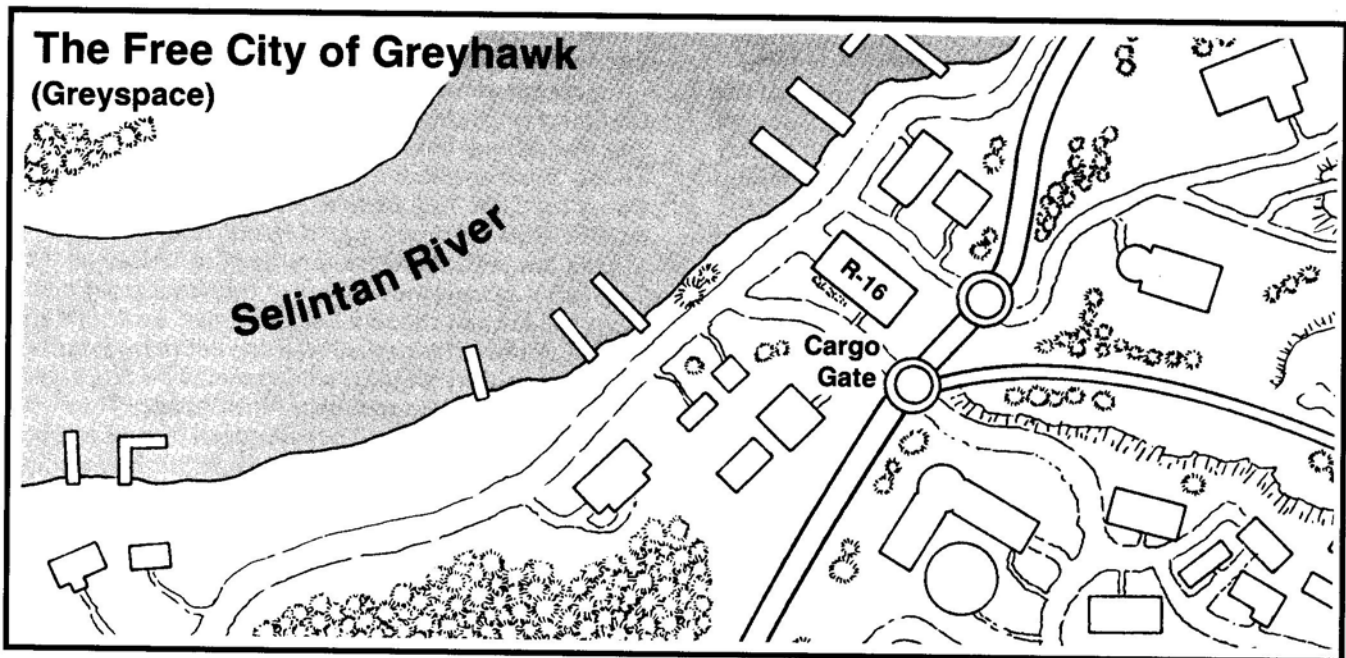 The Free City of Greyhawk
(Greyspace)
Selintan River
R-16
Cargo
Gate